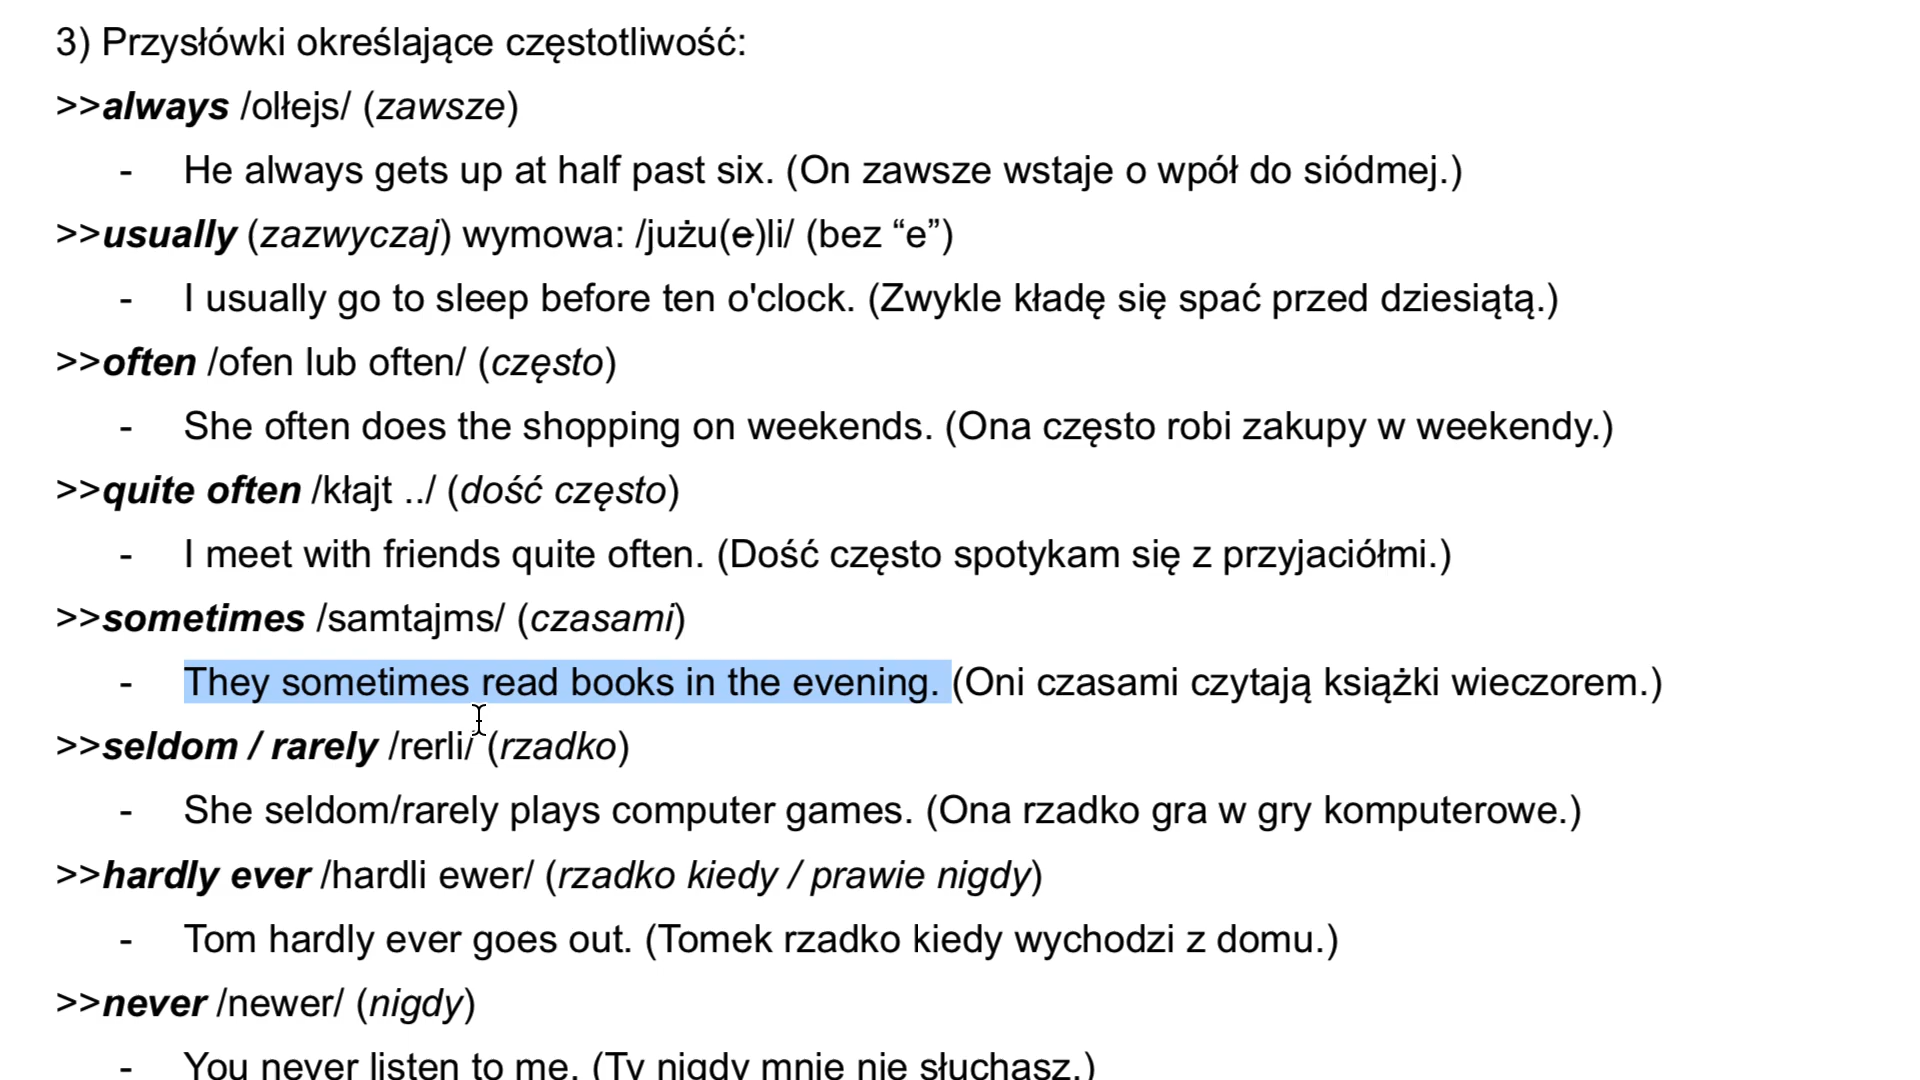 3) Przysłówki określające częstotliwość:
>>always /olłejs/ (zawsze)
- He always gets up at half past six. (On zawsze wstaje o wpół do siódmej.)
>>usually (zazwyczaj) wymowa: /jużu(e)li/ (bez “e”)
- I usually go to sleep before ten o'clock. (Zwykle kładę się spać przed dziesiątą.)
>>often /ofen lub often/ (często)
- She often does the shopping on weekends. (Ona często robi zakupy w weekendy.)
>>quite often /kłajt ../ (dość często)
- I meet with friends quite often. (Dość często spotykam się z przyjaciółmi.)
>>sometimes /samtajms/ (czasami)
- They sometimes read books in the evening. (Oni czasami czytają książki wieczorem.)
>>seldom / rarely /rerli/ (rzadko)
- She seldom/rarely plays computer games. (Ona rzadko gra w gry komputerowe.)
>>hardly ever /hardli ewer/ (rzadko kiedy / prawie nigdy)
- Tom hardly ever goes out. (Tomek rzadko kiedy wychodzi z domu.)
>>never /newer/ (nigdy)
- You never listen to me. (Ty nigdy mnie nie słuchasz.)